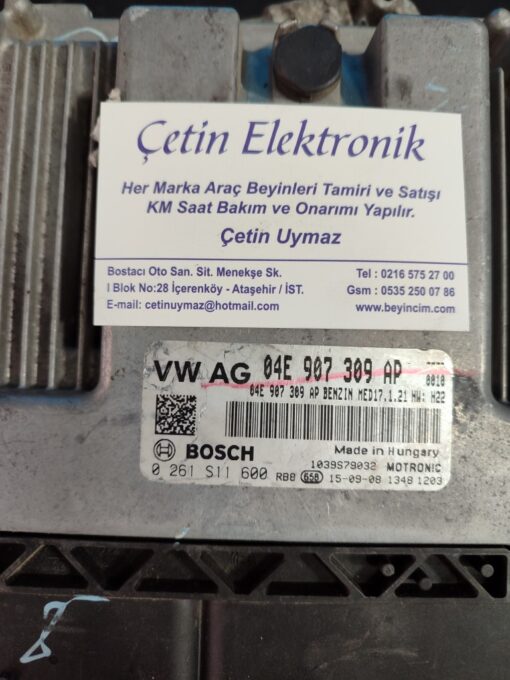 Çetin Elektronik
Her Marka Araç Beyinleri Tamiri ve Satışı
KM Saat Bakım ve Onarımı Yapılır.
Çetin Uymaz
Bostacı Oto San. Sit. Menekşe Sk.
I Blok No:28 İçerenköy - Ataşehir / İST.
E-mail: cetinuymaz@hotmail.com
Tel : 0216 575 27 00
Gsm : 0535 250 07 86
www.beyincim.com
VW AG 04E 907 309 AP
0010
04E 907 309 AP BENZIN MED17.1.21 HW: H22
BOSCH
Made in Hungary
1039S79032 MOTRONIC
0 261 S11 600 RB8 658 15-09-08 1348 1203